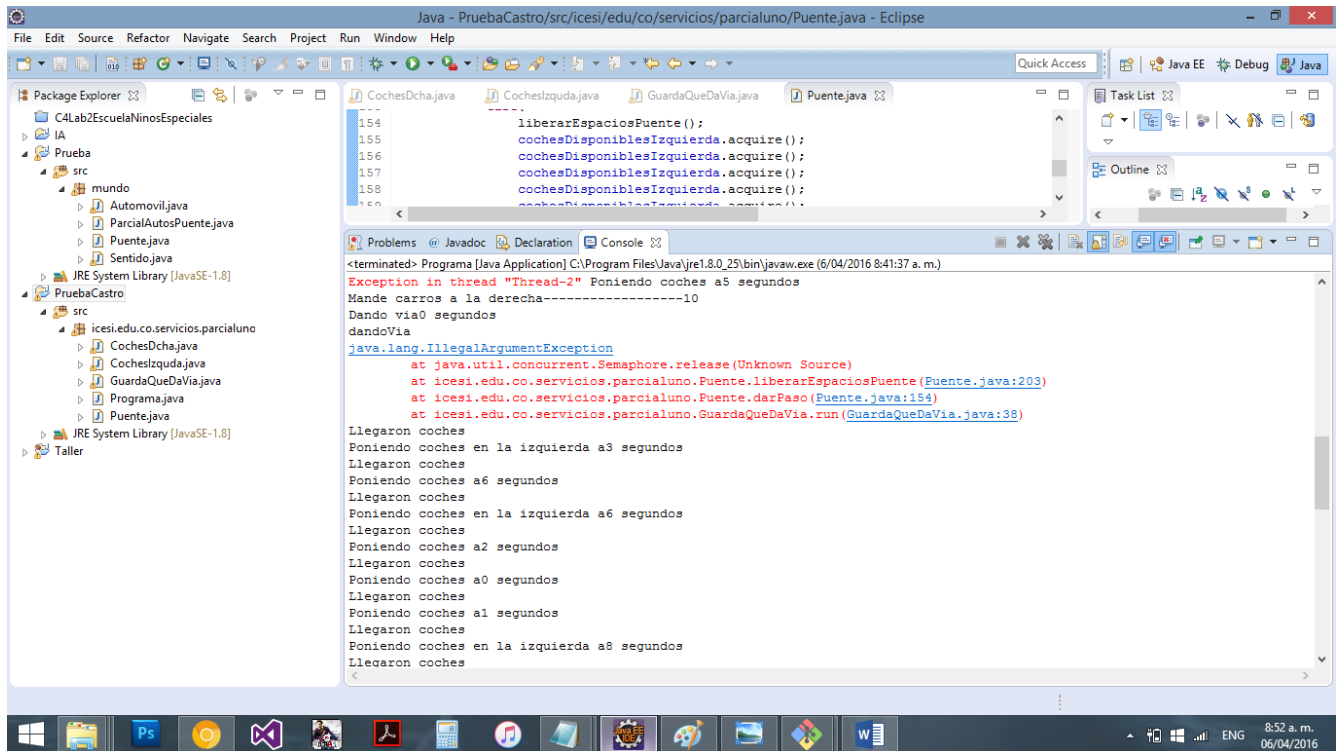 Java - PruebaCastro/src/icesi/edu/co/servicios/parcialuno/Puente.java - Eclipse
File Edit Source Refactor Navigate Search Project Run Window Help
Quick Access
Java EE
Debug
Java
Package Explorer
C4Lab2EscuelaNinosEspeciales
IA
Prueba
src
mundo
Automovil.java
ParcialAutosPuente.java
Puente.java
Sentido.java
JRE System Library [JavaSE-1.8]
PruebaCastro
src
icesi.edu.co.servicios.parcialuno
CochesDcha.java
CochesIzquda.java
GuardaQueDaVia.java
Programa.java
Puente.java
JRE System Library [JavaSE-1.8]
Taller
CochesDcha.java CochesIzquda.java GuardaQueDaVia.java Puente.java
154 liberarEspaciosPuente();
155 cochesDisponiblesIzquierda.acquire();
156 cochesDisponiblesIzquierda.acquire();
157 cochesDisponiblesIzquierda.acquire();
158 cochesDisponiblesIzquierda.acquire();
Task List
Outline
Problems @ Javadoc Declaration Console
<terminated> Programa [Java Application] C:\Program Files\Java\jre1.8.0_25\bin\javaw.exe (6/04/2016 8:41:37 a. m.)
Exception in thread "Thread-2" Poniendo coches a5 segundos
Mande carros a la derecha-------------------10
Dando via0 segundos
dandoVia
java.lang.IllegalArgumentException
at java.util.concurrent.Semaphore.release(Unknown Source)
at icesi.edu.co.servicios.parcialuno.Puente.liberarEspaciosPuente(Puente.java:203)
at icesi.edu.co.servicios.parcialuno.Puente.darPaso(Puente.java:154)
at icesi.edu.co.servicios.parcialuno.GuardaQueDaVia.run(GuardaQueDaVia.java:38)
Llegaron coches
Poniendo coches en la izquierda a3 segundos
Llegaron coches
Poniendo coches a6 segundos
Llegaron coches
Poniendo coches en la izquierda a6 segundos
Llegaron coches
Poniendo coches a2 segundos
Llegaron coches
Poniendo coches a0 segundos
Llegaron coches
Poniendo coches a1 segundos
Llegaron coches
Poniendo coches en la izquierda a8 segundos
Llegaron coches
Ps
ENG
8:52 a. m.
06/04/2016